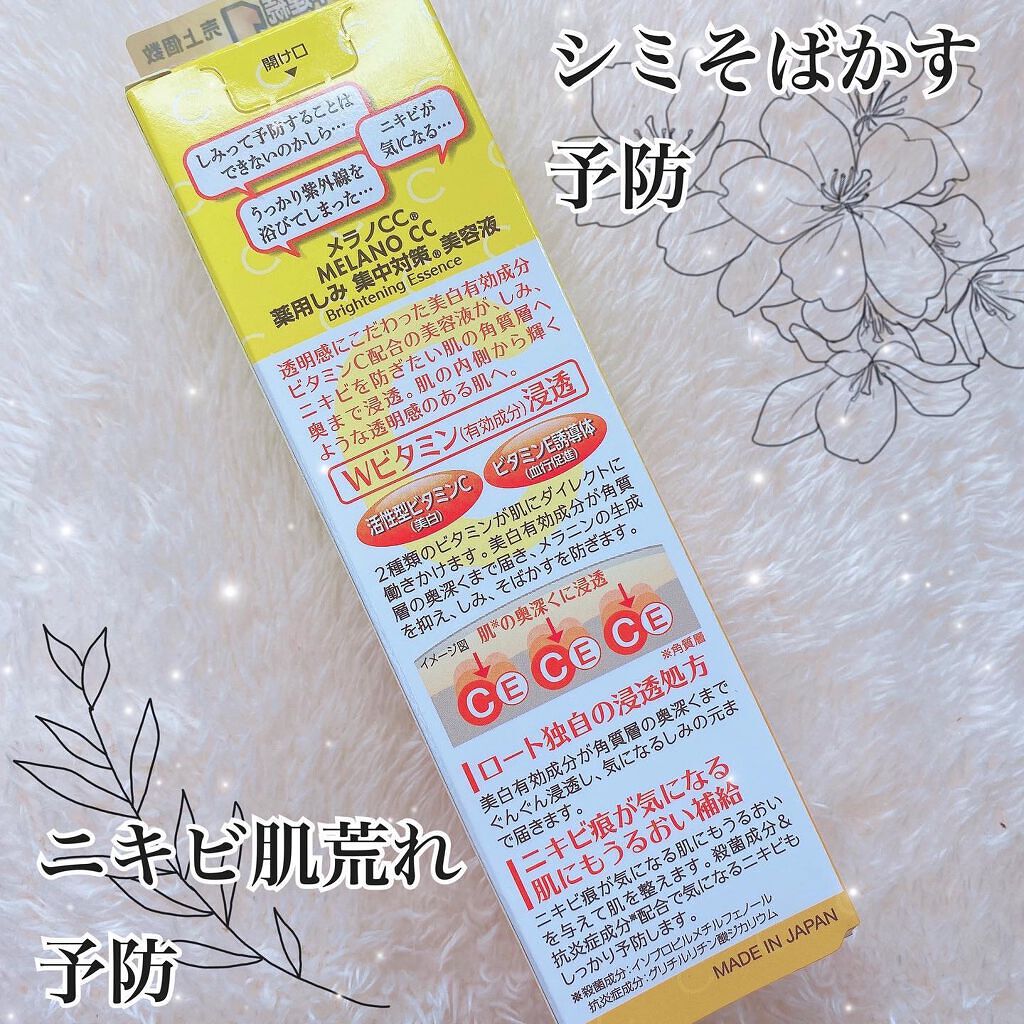 シミそばかす
予防
売上個数
開け口
しみって予防することは
できないのかしら…
ニキビが
気になる…
うっかり紫外線を
浴びてしまった…
メラノCC®
MELANO CC
薬用しみ 集中対策®美容液
Brightening Essence
透明感にこだわった美白有効成分
ビタミンC配合の美容液が、しみ、
ニキビを防ぎたい肌の角質層へ
奥まで浸透。肌の内側から輝く
ような透明感のある肌へ。
Wビタミン(有効成分)浸透
活性型ビタミンC
(美白)
ビタミンE誘導体
(血行促進)
2種類のビタミンが肌にダイレクトに
働きかけます。美白有効成分が角質
層の奥深くまで届き、メラニンの生成
を抑え、しみ、そばかすを防ぎます。
イメージ図
肌※の奥深くに浸透
C E C E C E
※角質層
ロート独自の浸透処方
美白有効成分が角質層の奥深くまで
ぐんぐん浸透し、気になるしみの元ま
で届きます。
ニキビ痕が気になる
肌にもうるおい補給
ニキビ痕が気になる肌にもうるおい
を与えて肌を整えます。殺菌成分&
抗炎症成分※配合で気になるニキビも
しっかり予防します。
※殺菌成分:イソプロピルメチルフェノール
抗炎症成分:グリチルリチン酸ジカリウム
MADE IN JAPAN
ニキビ肌荒れ
予防